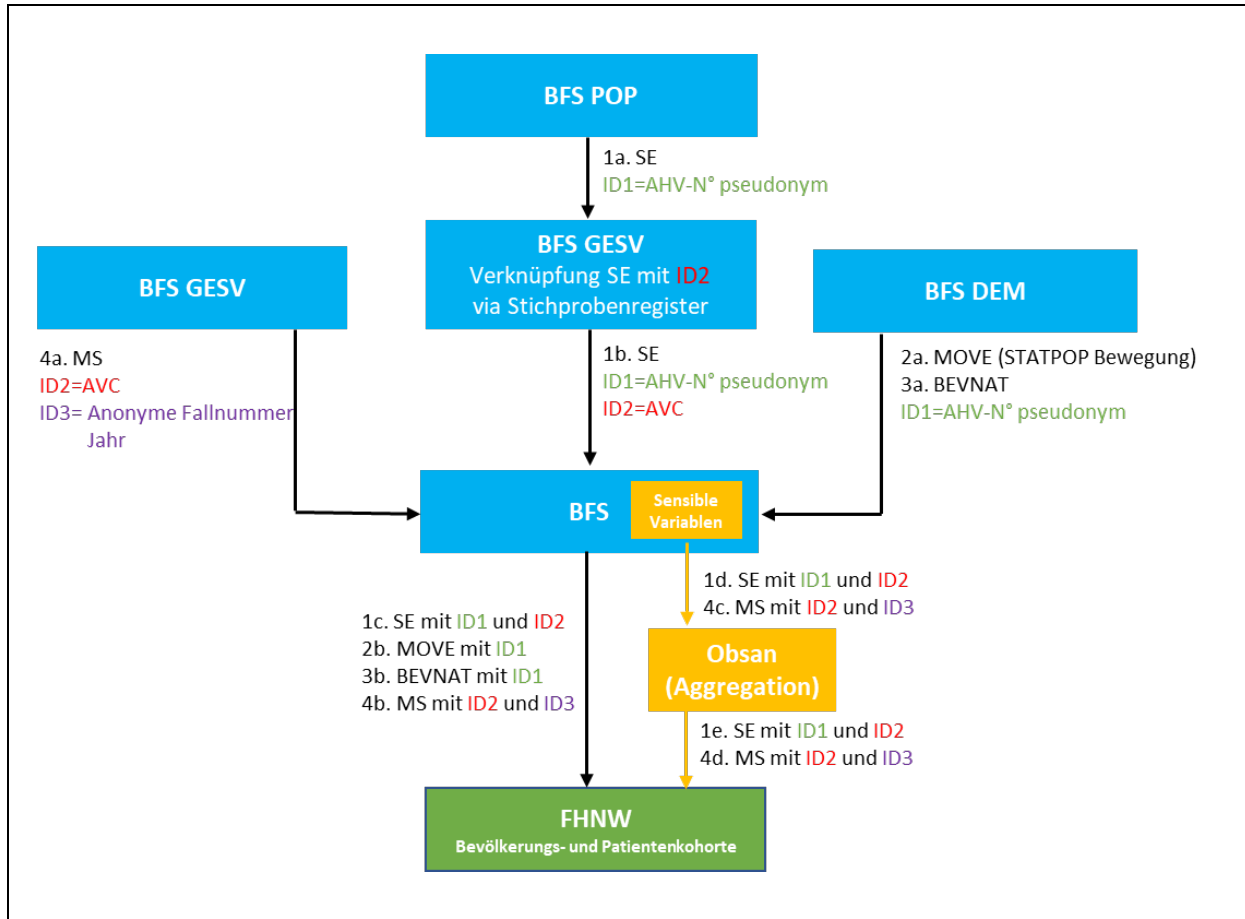 BFS POP
1a. SE
ID1=AHV-N° pseudonym
BFS GESV
Verknüpfung SE mit ID2
via Stichprobenregister
BFS GESV
BFS DEM
4a. MS
ID2=AVC
ID3= Anonyme Fallnummer
Jahr
1b. SE
ID1=AHV-N° pseudonym
ID2=AVC
2a. MOVE (STATPOP Bewegung)
3a. BEVNAT
ID1=AHV-N° pseudonym
BFS
Sensible
Variablen
1d. SE mit ID1 und ID2
4c. MS mit ID2 und ID3
1c. SE mit ID1 und ID2
2b. MOVE mit ID1
3b. BEVNAT mit ID1
4b. MS mit ID2 und ID3
Obsan
(Aggregation)
1e. SE mit ID1 und ID2
4d. MS mit ID2 und ID3
FHNW
Bevölkerungs- und Patientenkohorte